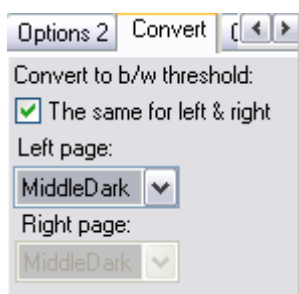 Options 2 Convert
Convert to b/w threshold:
The same for left & right
Left page:
MiddleDark
Right page:
MiddleDark